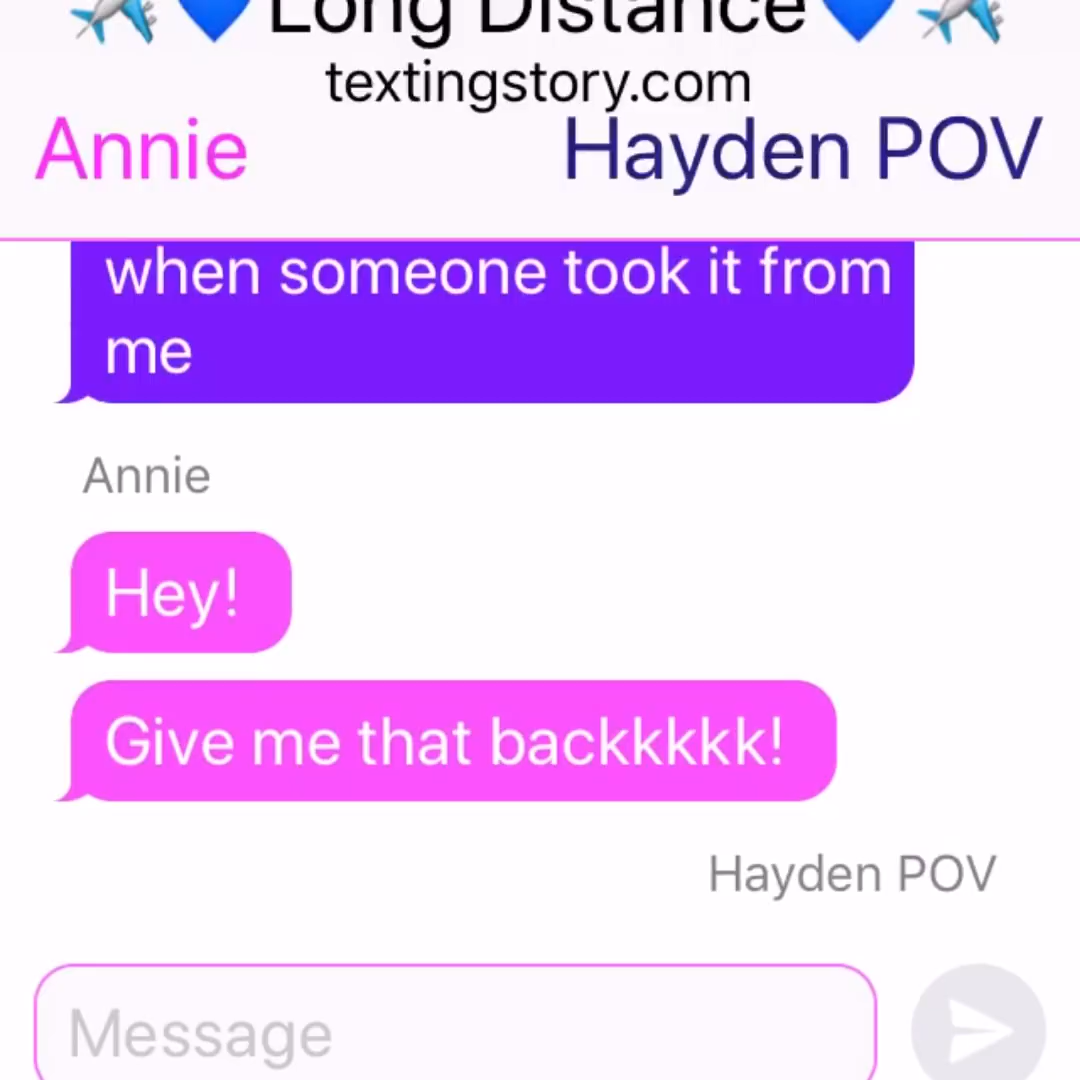 Long Distance
textingstory.com
Annie
Hayden POV
when someone took it from
me
Annie
Hey!
Give me that backkkkk!
Hayden POV
Message